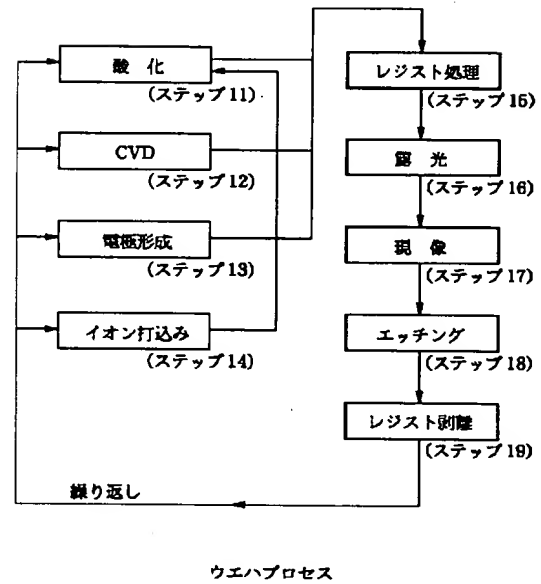 酸 化
(ステップ11)
CVD
(ステップ12)
電極形成
(ステップ13)
イオン打込み
(ステップ14)
レジスト処理
(ステップ15)
露 光
(ステップ16)
現 像
(ステップ17)
エッチング
(ステップ18)
レジスト剥離
(ステップ19)
繰り返し
ウエハプロセス